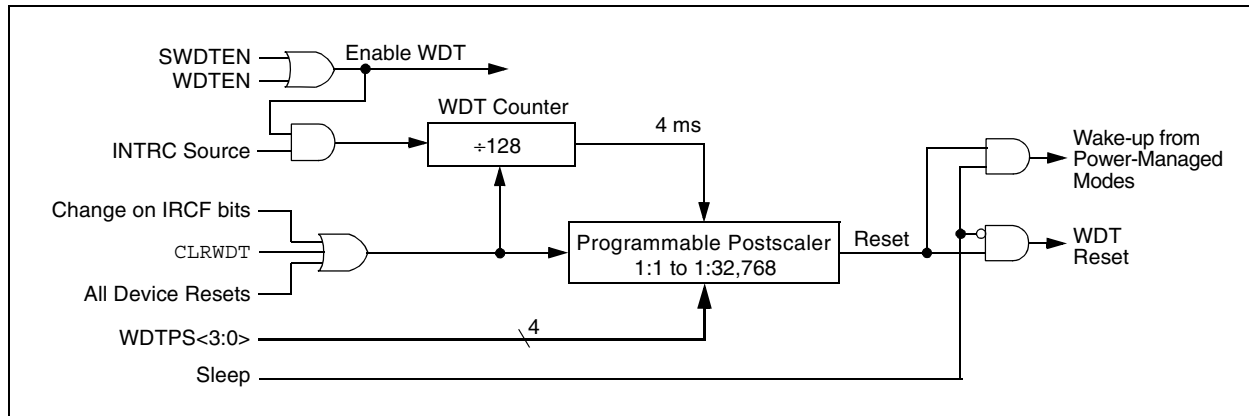 SWDTEN
WDTEN
Enable WDT
WDT Counter
÷128
4 ms
INTRC Source
Wake-up from
Power-Managed
Modes
Change on IRCF bits
CLRWDT
All Device Resets
Programmable Postscaler
1:1 to 1:32,768
Reset
WDT
Reset
WDTPS<3:0>
4
Sleep